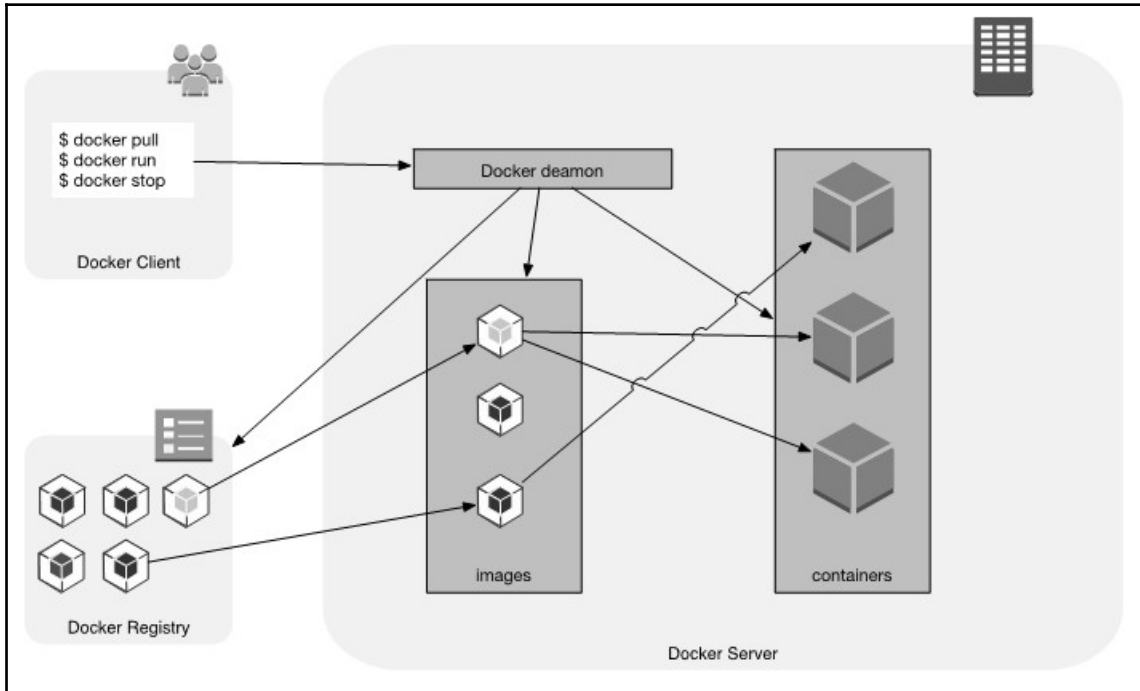 $ docker pull
$ docker run
$ docker stop
Docker Client
Docker deamon
images
containers
Docker Registry
Docker Server